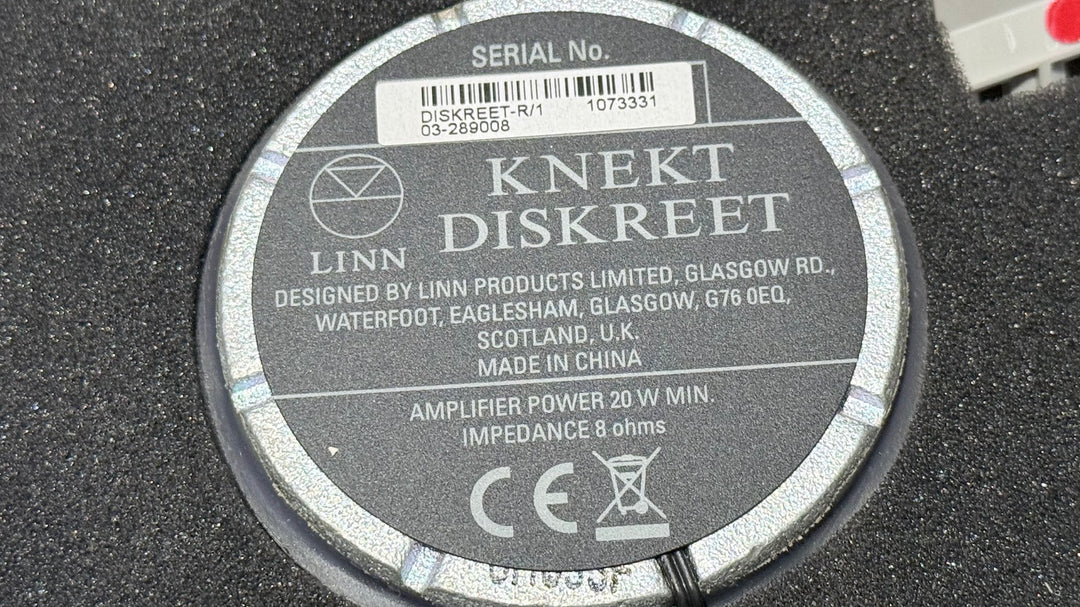 SERIAL No.
DISKREET-R/1 1073331
03-289008
LINN
KNEKT
DISKREET
DESIGNED BY LINN PRODUCTS LIMITED, GLASGOW RD.,
WATERFOOT, EAGLESHAM, GLASGOW, G76 0EQ,
SCOTLAND, U.K.
MADE IN CHINA
AMPLIFIER POWER 20 W MIN.
IMPEDANCE 8 ohms
CE